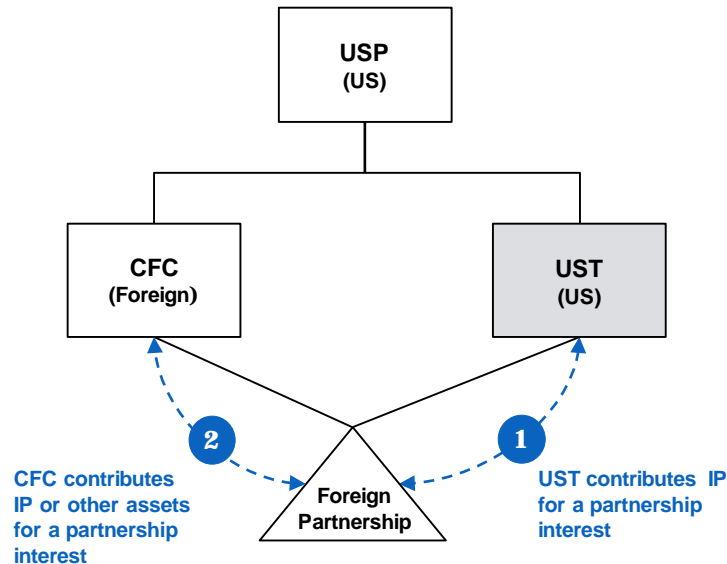 USP
(US)
CFC
(Foreign)
UST
(US)
2
1
CFC contributes
IP or other assets
for a partnership
interest
Foreign
Partnership
UST contributes IP
for a partnership
interest